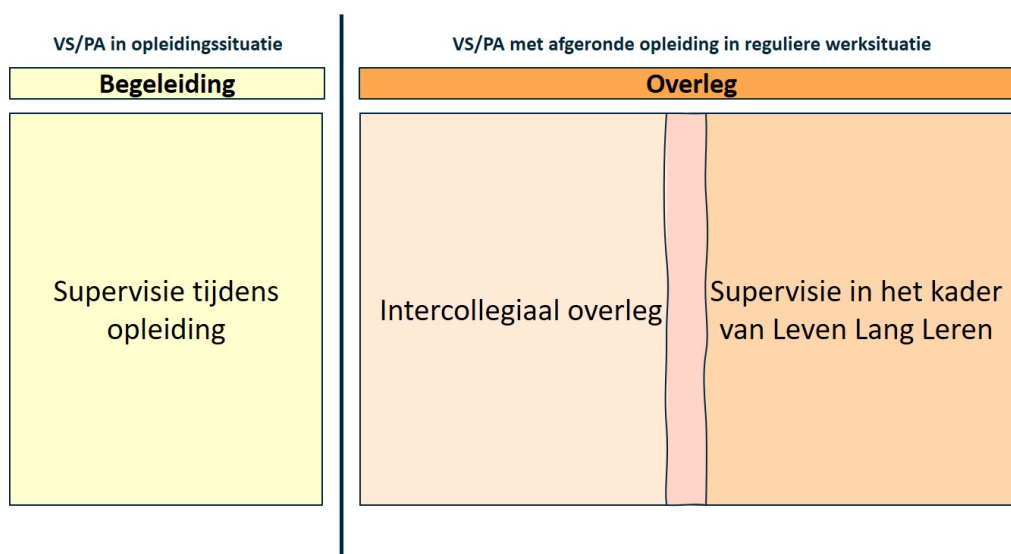 VS/PA in opleidingssituatie
Begeleiding
Supervisie tijdens
opleiding
VS/PA met afgeronde opleiding in reguliere werksituatie
Overleg
Intercollegiaal overleg
Supervisie in het kader
van Leven Lang Leren